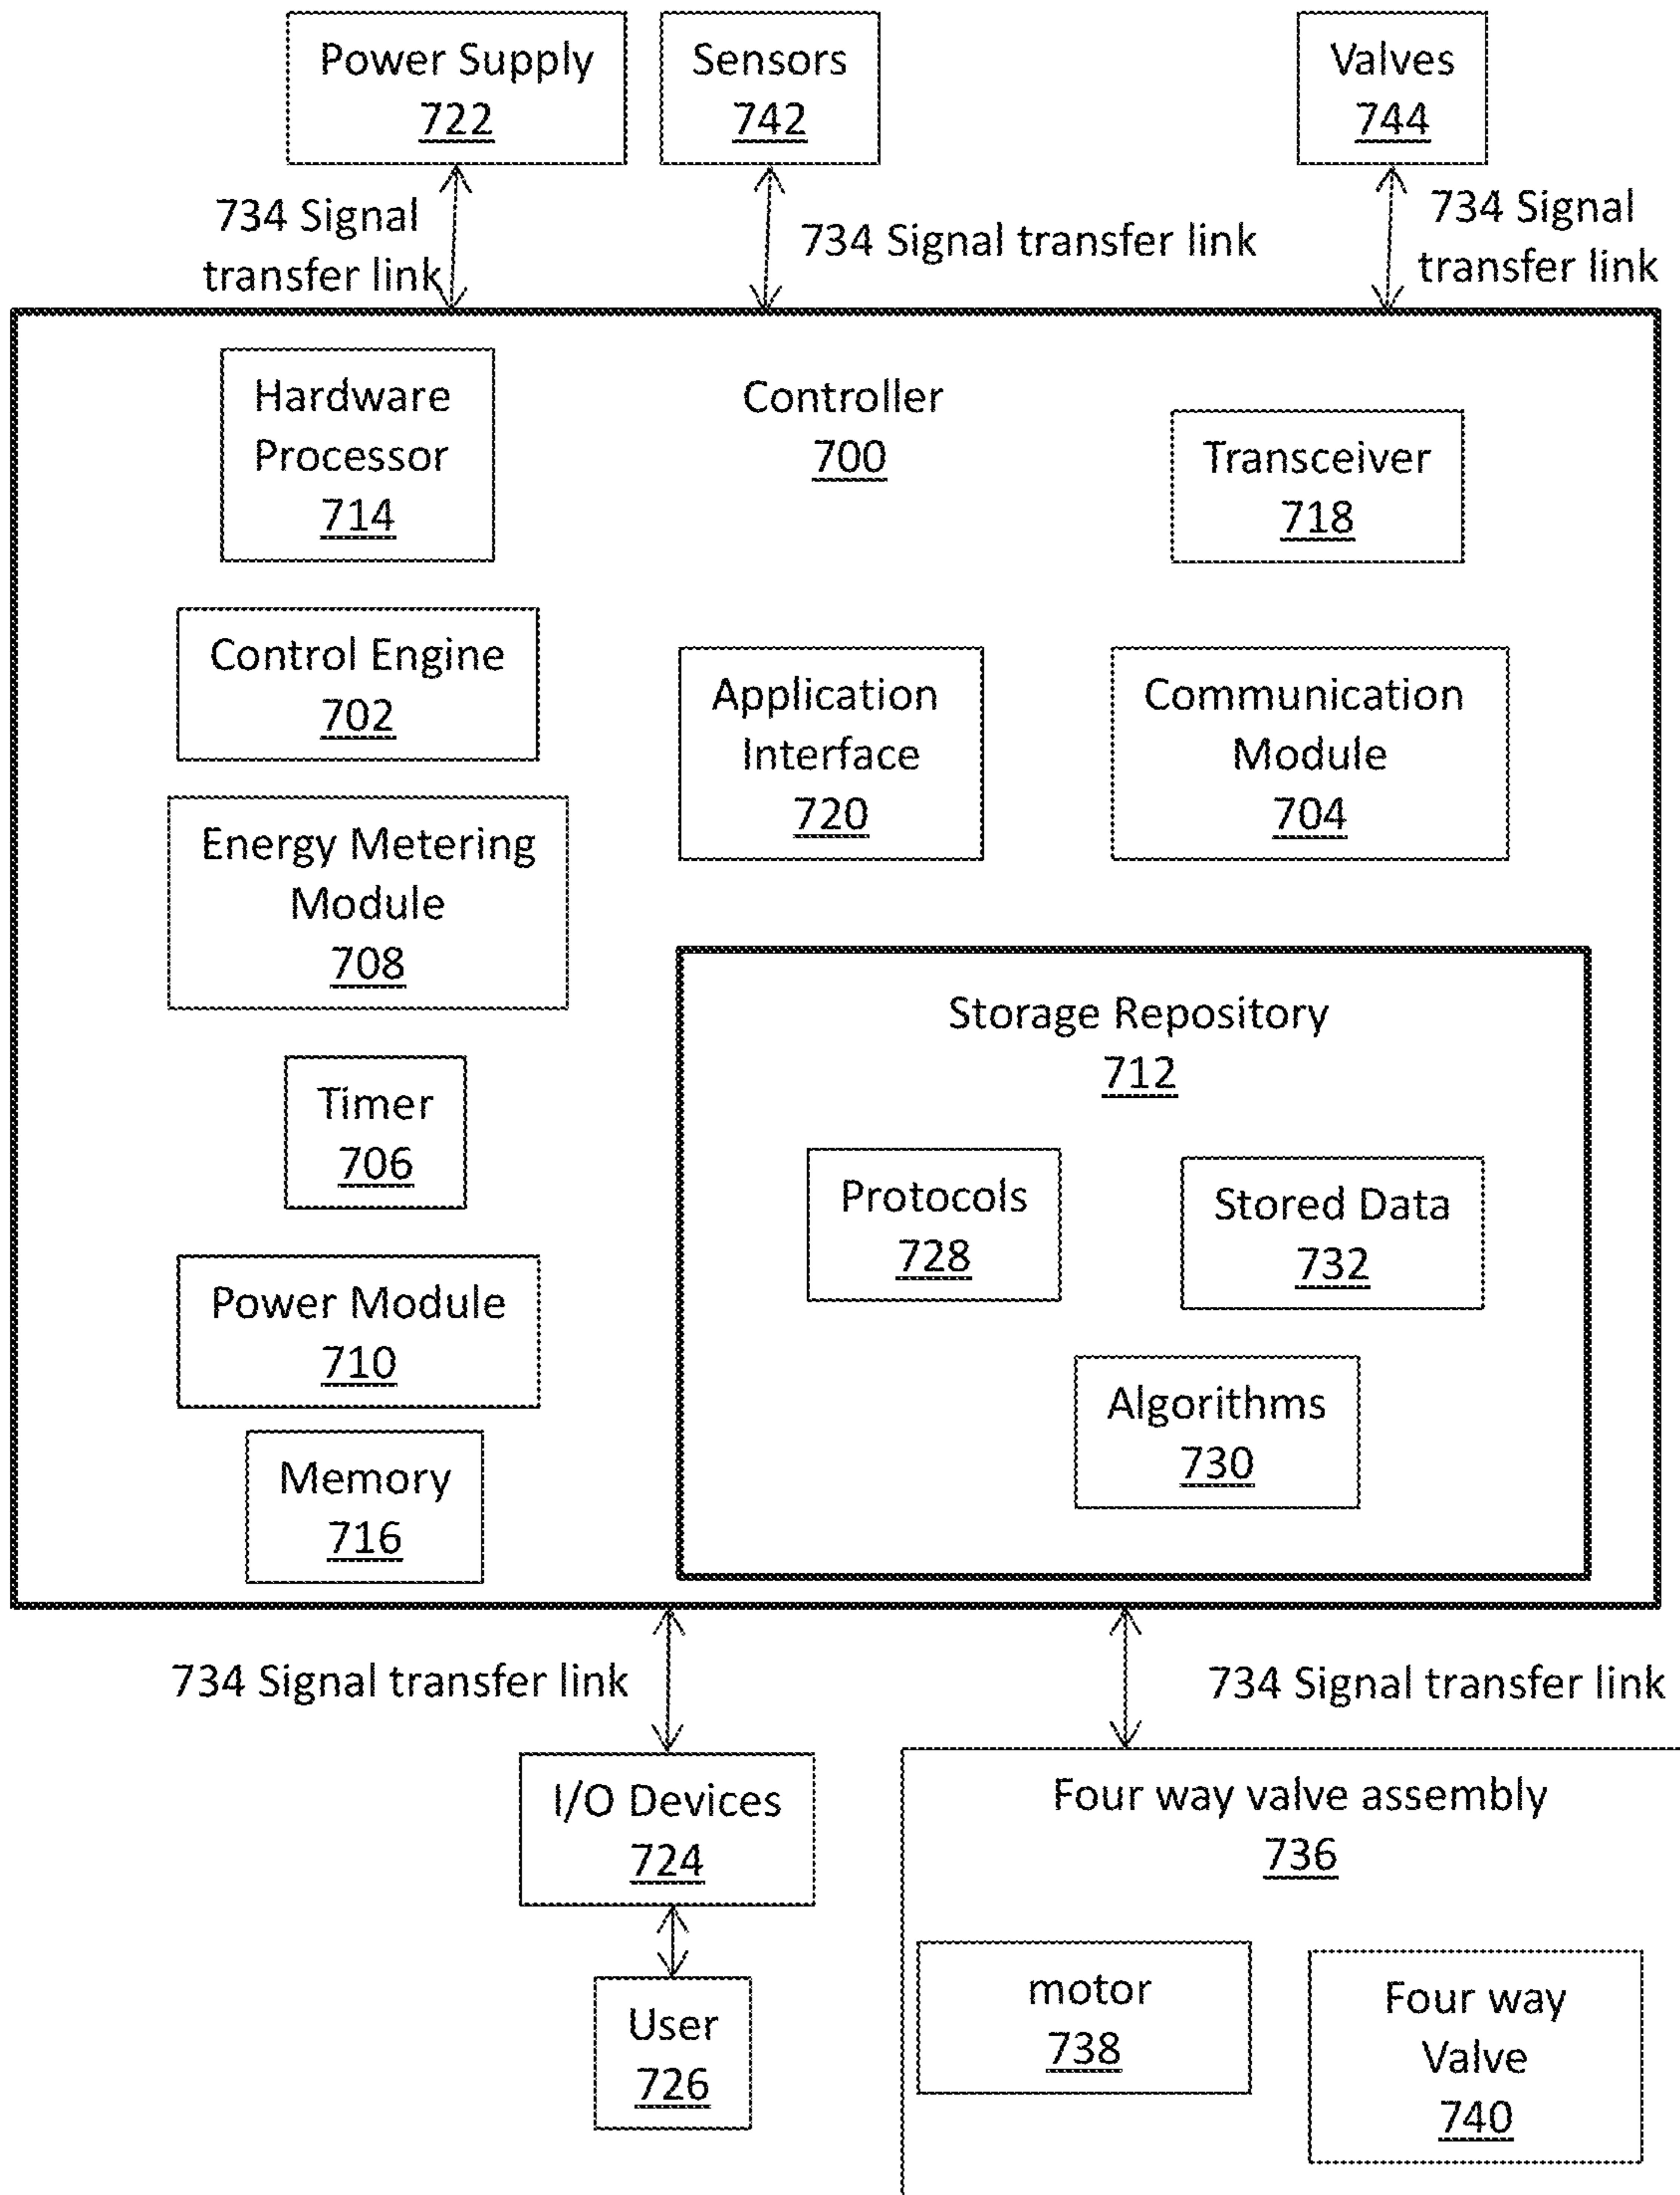 Power Supply
722
Sensors
742
Valves
744
734 Signal
transfer link
734 Signal transfer link
734 Signal
transfer link
Hardware
Processor
714
Controller
700
Transceiver
718
Control Engine
702
Application
Interface
720
Communication
Module
704
Energy Metering
Module
708
Storage Repository
712
Timer
706
Protocols
728
Stored Data
732
Power Module
710
Algorithms
730
Memory
716
734 Signal transfer link
734 Signal transfer link
I/O Devices
724
Four way valve assembly
736
User
726
motor
738
Four way
Valve
740